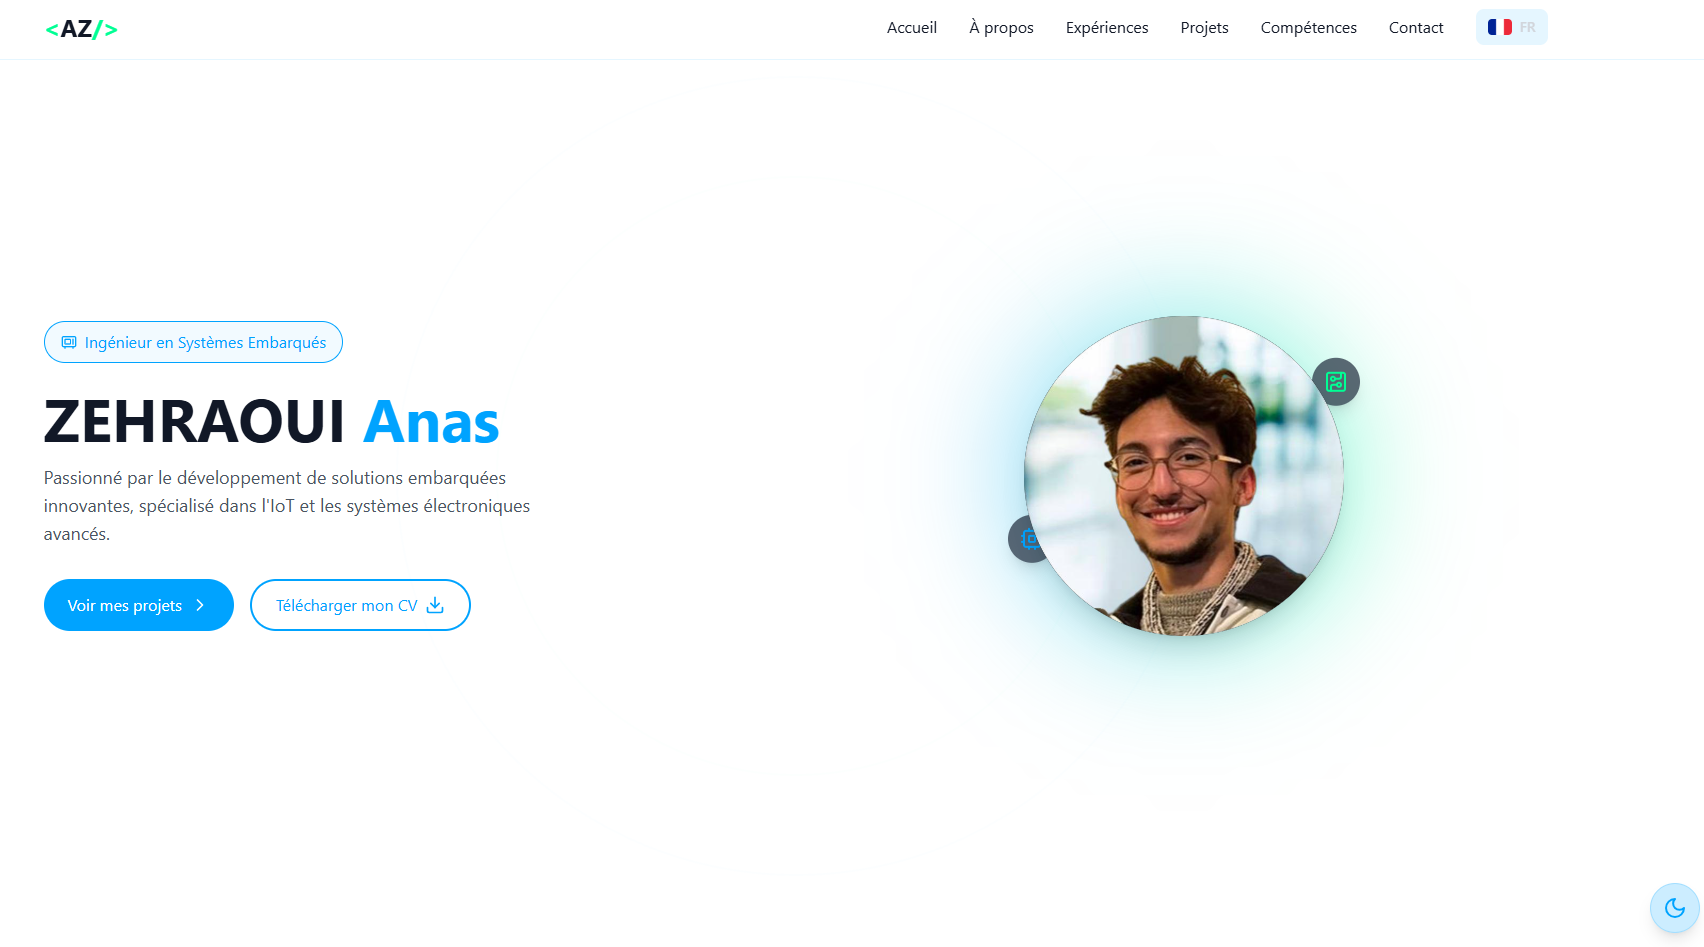 <AZ/>
Accueil
À propos
Expériences
Projets
Compétences
Contact
FR
Ingénieur en Systèmes Embarqués
ZEHRAOUI Anas
Passionné par le développement de solutions embarquées
innovantes, spécialisé dans l'IoT et les systèmes électroniques
avancés.
Voir mes projets
Télécharger mon CV